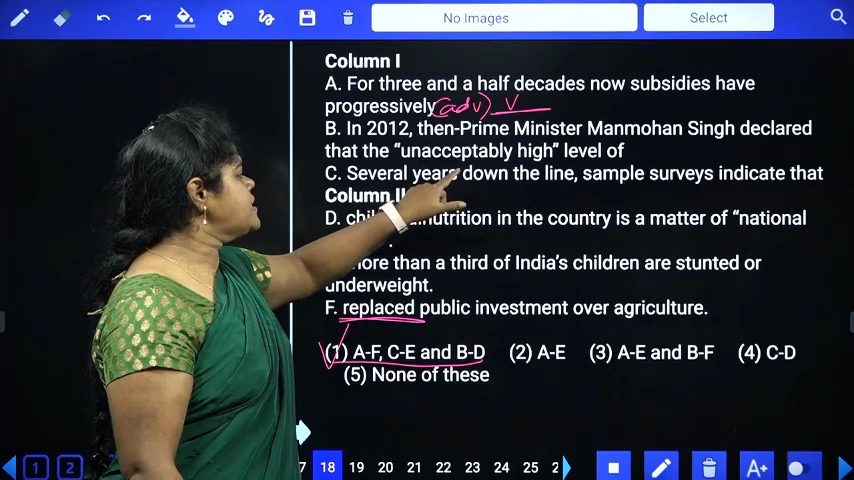 No Images
Select
Column I
A. For three and a half decades now subsidies have
progressively (adv) V
B. In 2012, then-Prime Minister Manmohan Singh declared
that the “unacceptably high” level of
C. Several years down the line, sample surveys indicate that
Column II
D. child malnutrition in the country is a matter of “national
more than a third of India’s children are stunted or
underweight.
F. replaced public investment over agriculture.
(1) A-F, C-E and B-D (2) A-E (3) A-E and B-F (4) C-D
(5) None of these
1 2 7 18 19 20 21 22 23 24 25 2 A+